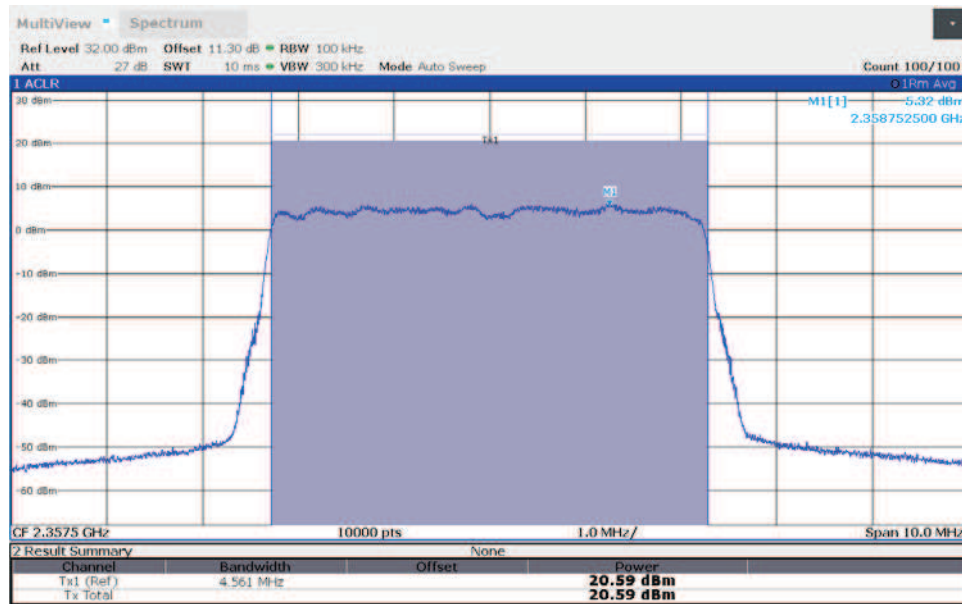 MultiView Spectrum
Ref Level 32.00 dBm Offset 11.30 dB RBW 100 kHz
Att 27 dB SWT 10 ms VBW 300 kHz Mode Auto Sweep Count 100/100
1 ACLR 1Rm Avg
30 dBm M1[1] 5.32 dBm
2.358752500 GHz
20 dBm Tx1
10 dBm M1
0 dBm
-10 dBm
-20 dBm
-30 dBm
-40 dBm
-50 dBm
-60 dBm
CF 2.3575 GHz 10000 pts 1.0 MHz/ Span 10.0 MHz
2 Result Summary None
Channel Bandwidth Offset Power
Tx1 (Ref) 4.561 MHz 20.59 dBm
Tx Total 20.59 dBm